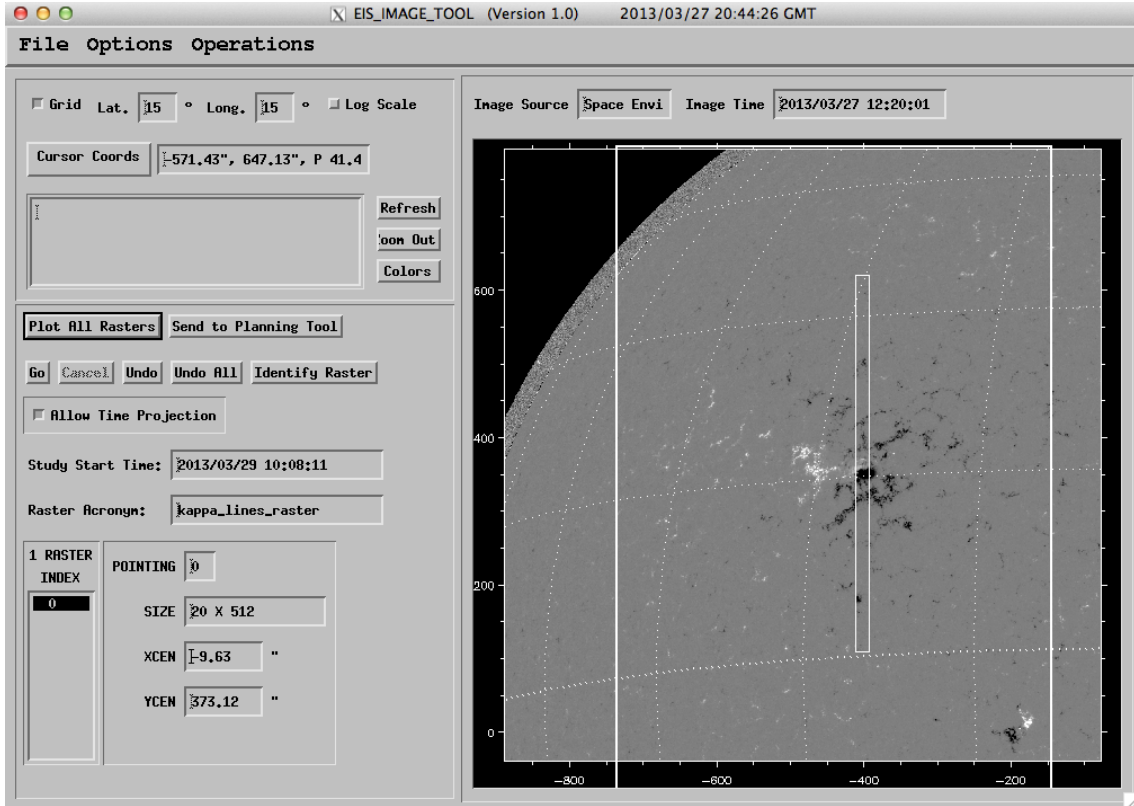 EIS_IMAGE_TOOL (Version 1.0) 2013/03/27 20:44:26 GMT
File Options Operations
Grid Lat. 15 ° Long. 15 ° Log Scale
Cursor Coords -571.43", 647.13", P 41.4
Refresh
oom Out
Colors
Plot All Rasters Send to Planning Tool
Go Cancel Undo Undo All Identify Raster
Allow Time Projection
Study Start Time: 2013/03/29 10:08:11
Raster Acronym: kappa_lines_raster
1 RASTER
INDEX
0
POINTING 0
SIZE 20 X 512
XCEN -9.63 "
YCEN 373.12 "
Image Source Space Envi Image Time 2013/03/27 12:20:01
600
400
200
0
-800 -600 -400 -200